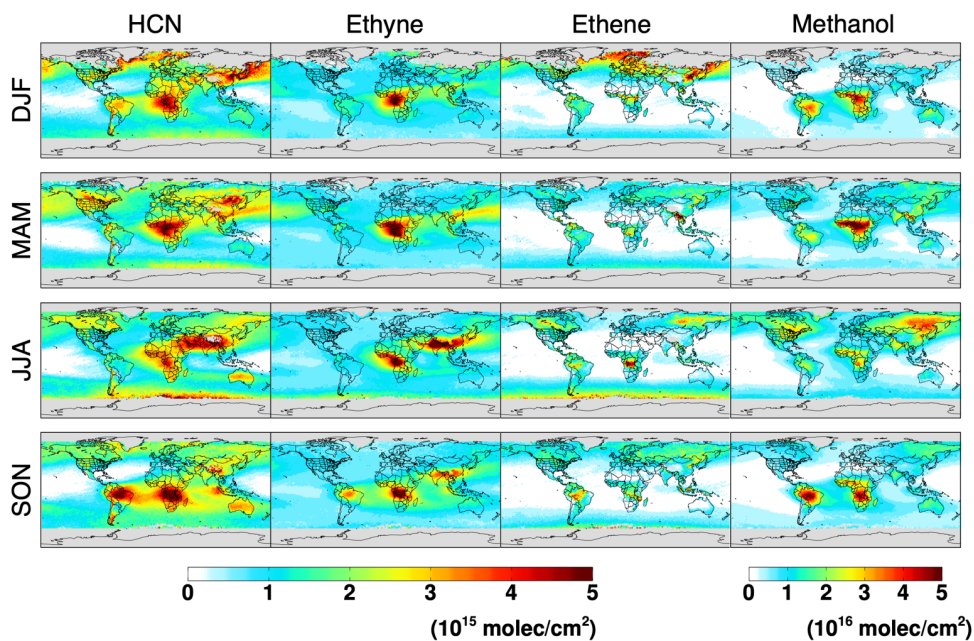 HCN Ethyne Ethene Methanol
DJF
MAM
JJA
SON
0 1 2 3 4 5 0 1 2 3 4 5
(10¹⁵ molec/cm²) (10¹⁶ molec/cm²)